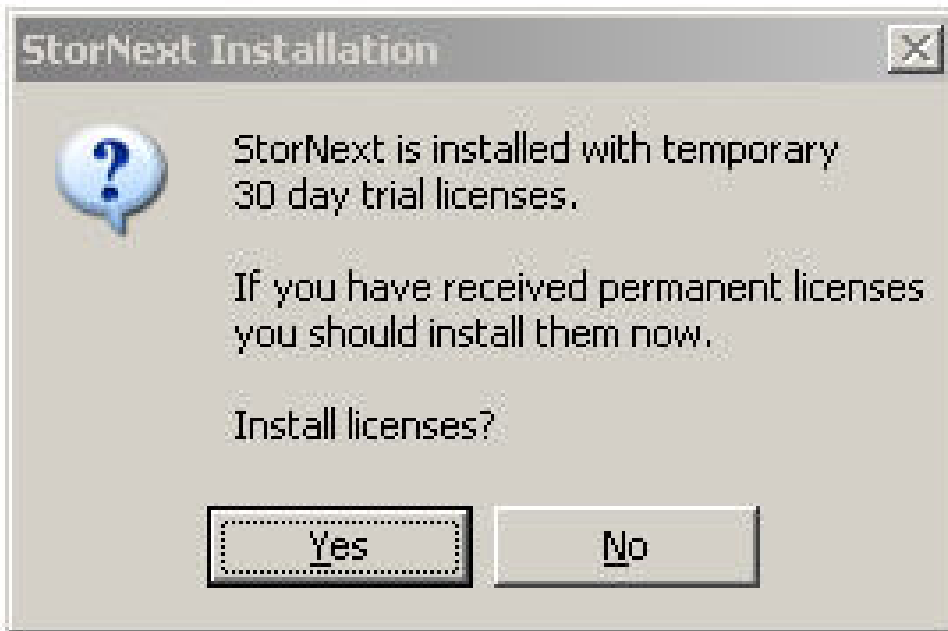 StorNext Installation
StorNext is installed with temporary
30 day trial licenses.
If you have received permanent licenses
you should install them now.
Install licenses?
Yes No